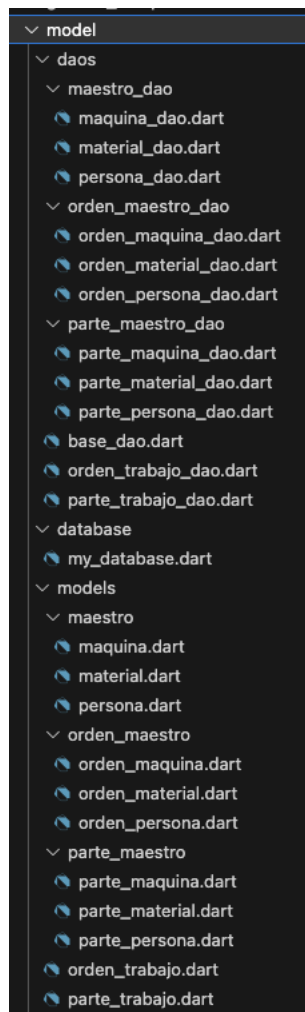 model
daos
maestro_dao
maquina_dao.dart
material_dao.dart
persona_dao.dart
orden_maestro_dao
orden_maquina_dao.dart
orden_material_dao.dart
orden_persona_dao.dart
parte_maestro_dao
parte_maquina_dao.dart
parte_material_dao.dart
parte_persona_dao.dart
base_dao.dart
orden_trabajo_dao.dart
parte_trabajo_dao.dart
database
my_database.dart
models
maestro
maquina.dart
material.dart
persona.dart
orden_maestro
orden_maquina.dart
orden_material.dart
orden_persona.dart
parte_maestro
parte_maquina.dart
parte_material.dart
parte_persona.dart
orden_trabajo.dart
parte_trabajo.dart